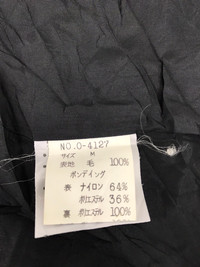 NO.O-4127
サイズ M
表地 毛 100%
ボンディング
表 ナイロン 64%
ポリエステル 36%
裏 ポリエステル 100%